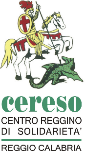 cereso
CENTRO REGGINO
DI SOLIDARIETA'
REGGIO CALABRIA